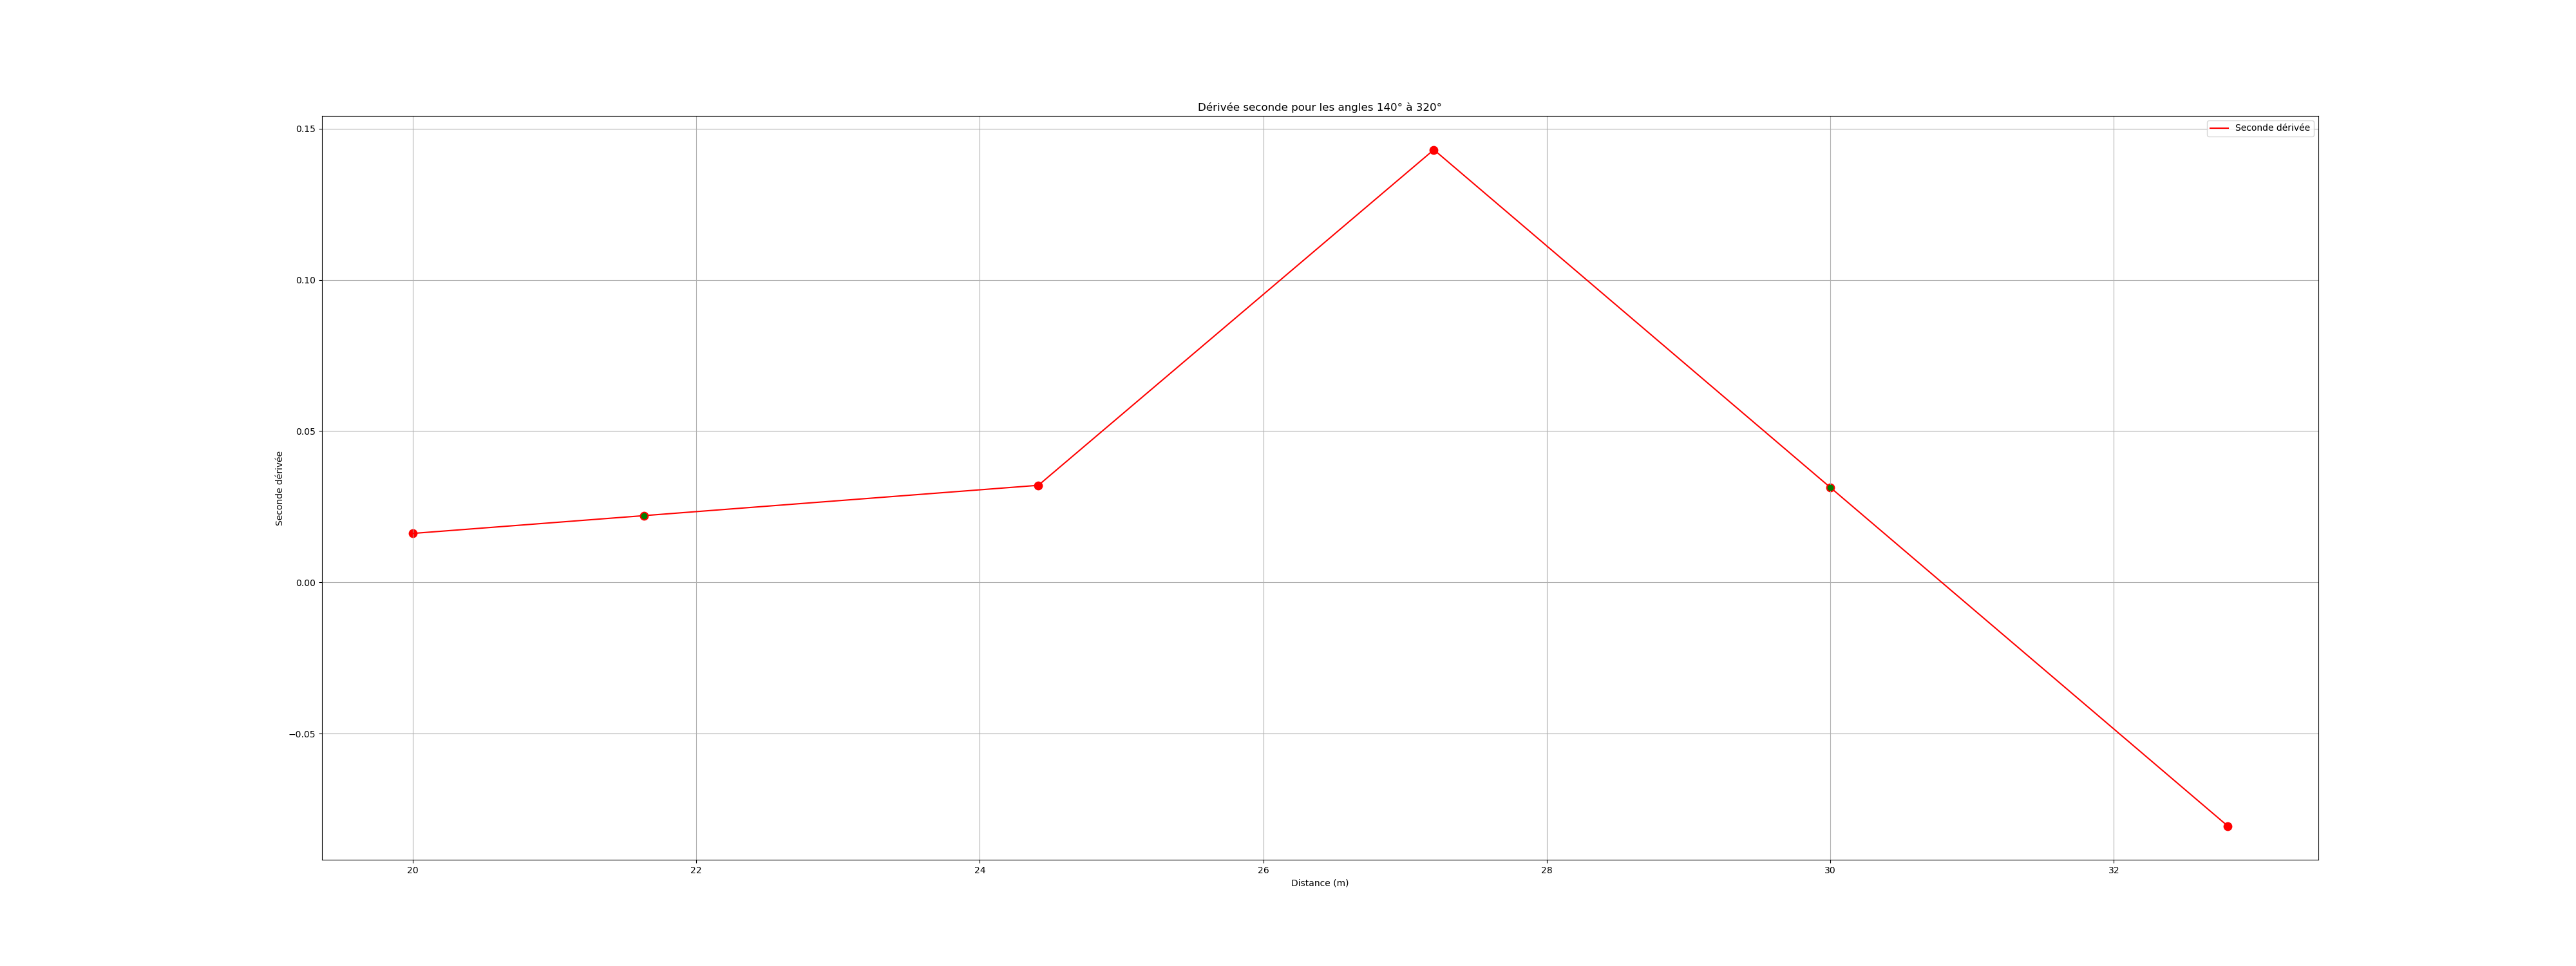 Dérivée seconde pour les angles 140° à 320°
Seconde dérivée
0.15
0.10
0.05
0.00
−0.05
Seconde dérivée
20 22 24 26 28 30 32
Distance (m)